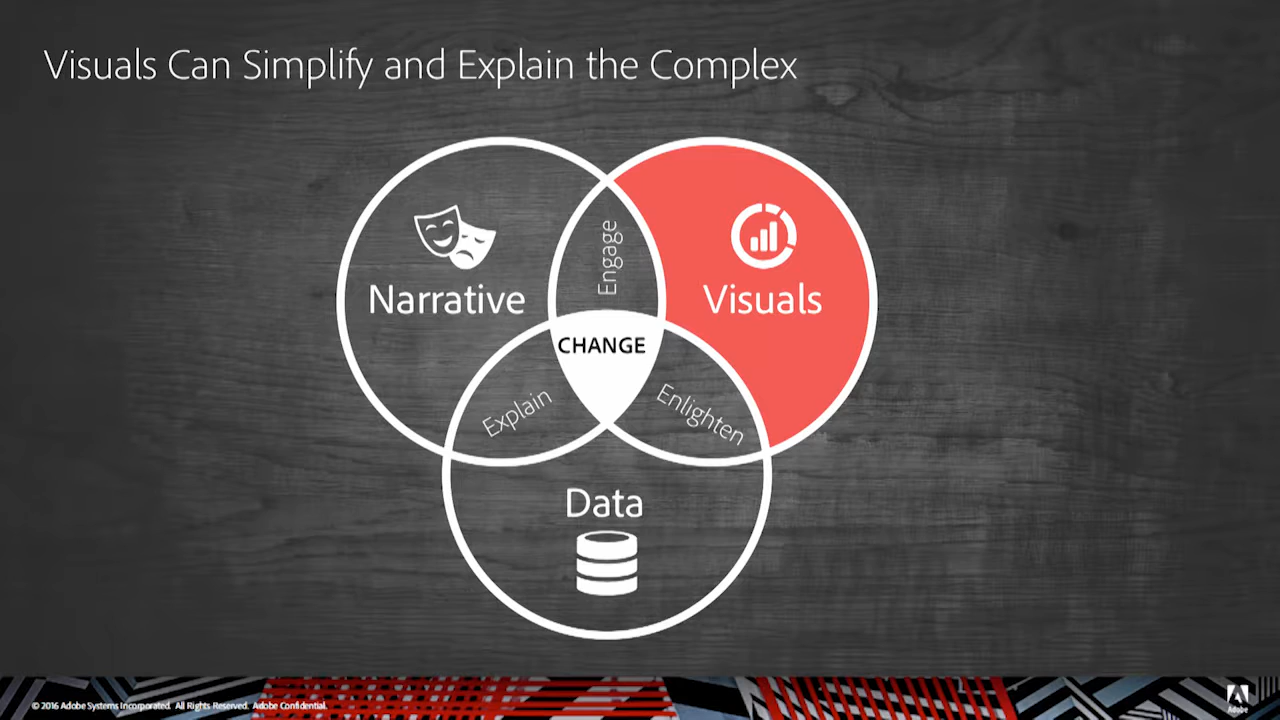 Visuals Can Simplify and Explain the Complex
Narrative
Engage
Visuals
CHANGE
Explain
Enlighten
Data
© 2016 Adobe Systems Incorporated. All Rights Reserved. Adobe Confidential.
Adobe